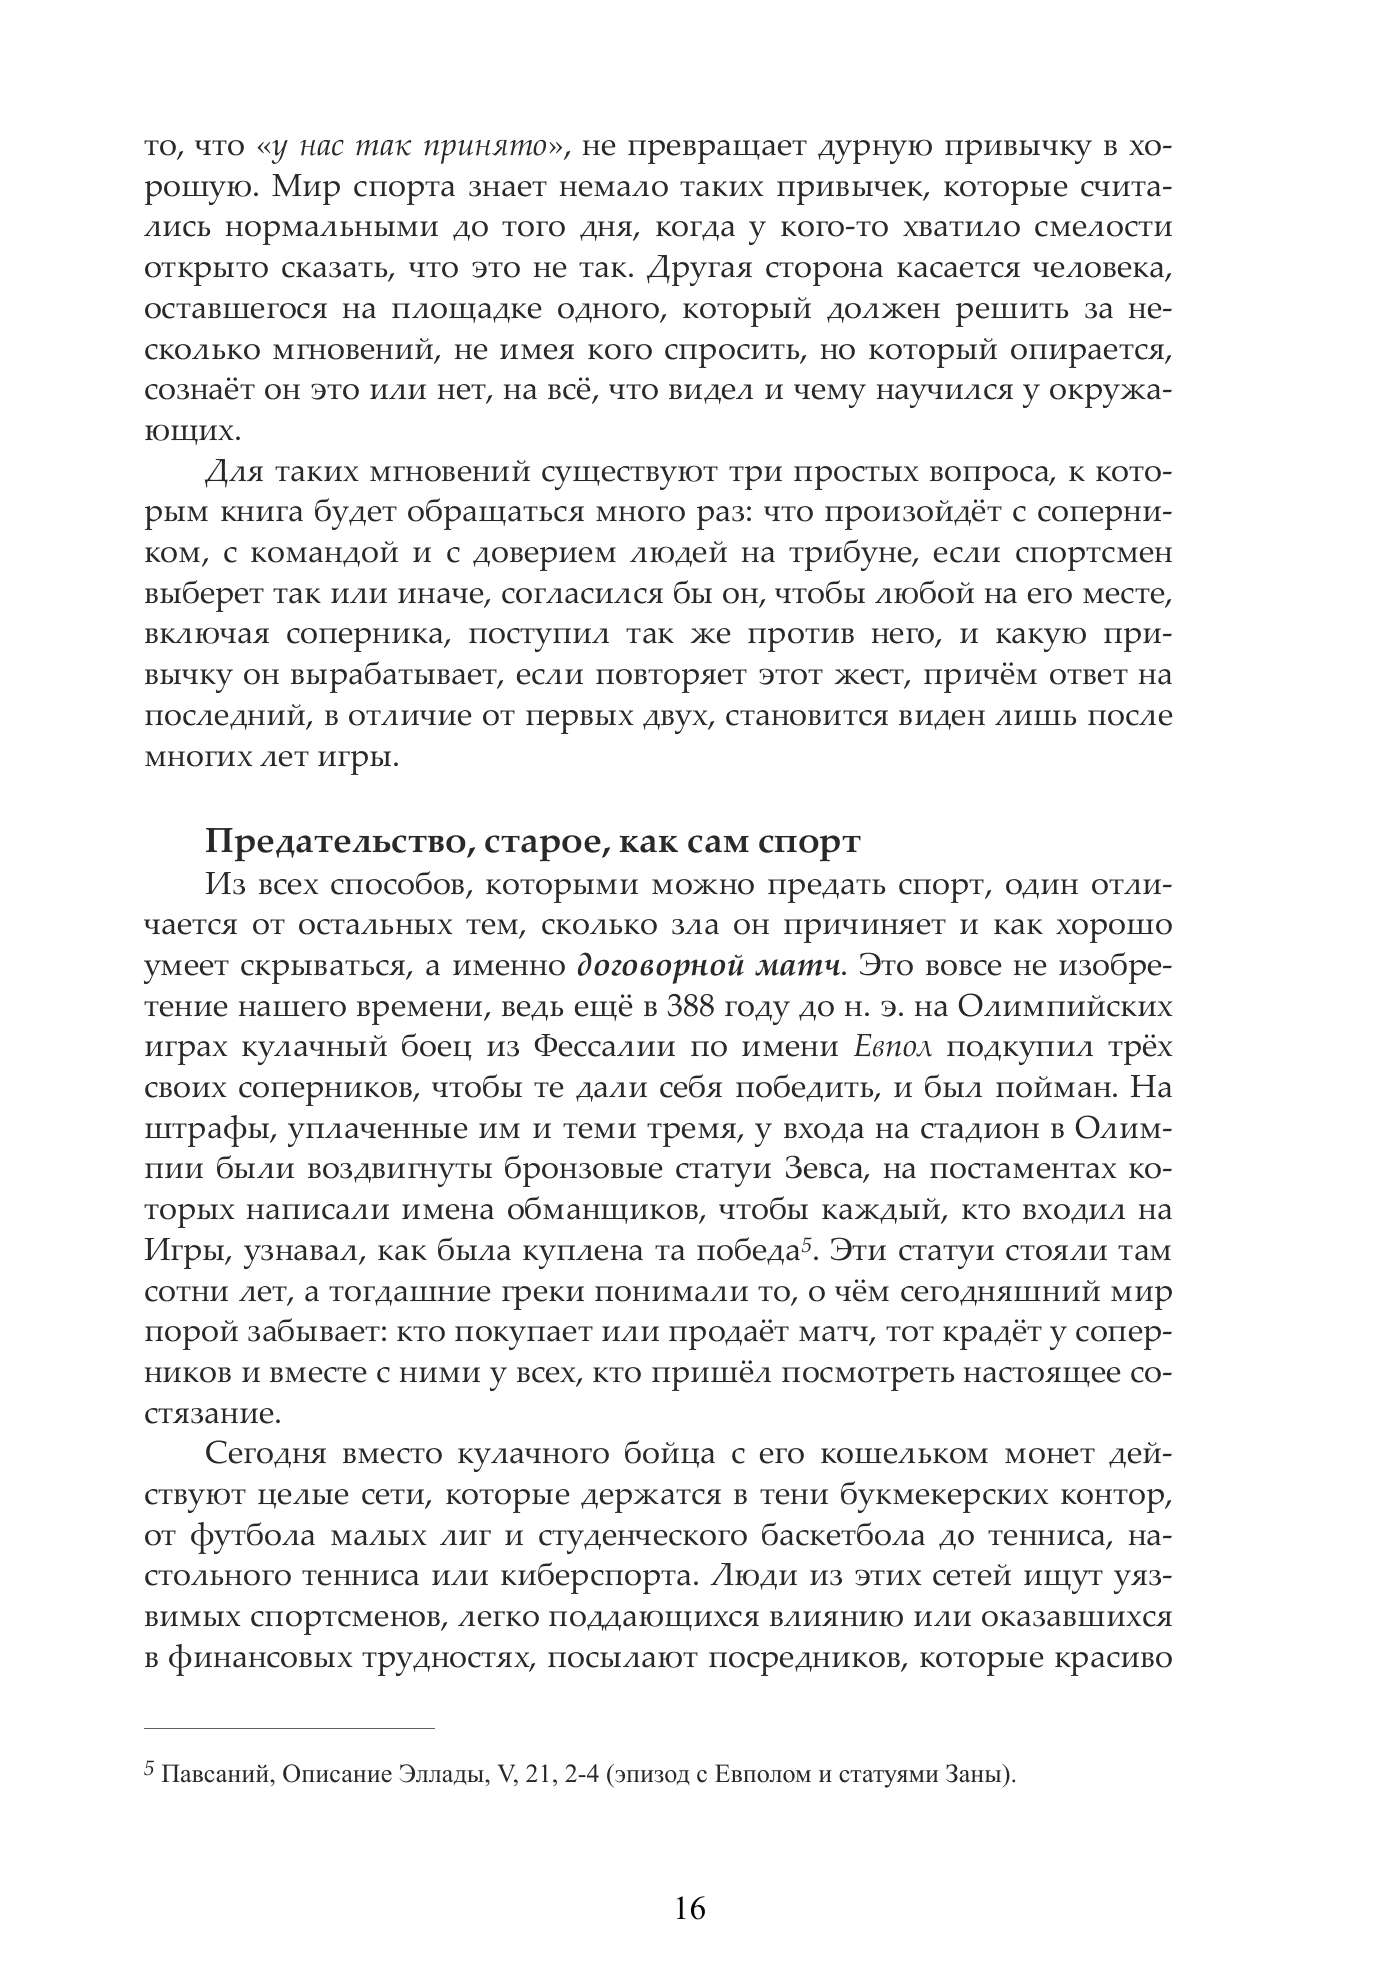 то, что «у нас так принято», не превращает дурную привычку в хо-
рошую. Мир спорта знает немало таких привычек, которые счита-
лись нормальными до того дня, когда у кого-то хватило смелости
открыто сказать, что это не так. Другая сторона касается человека,
оставшегося на площадке одного, который должен решить за не-
сколько мгновений, не имея кого спросить, но который опирается,
сознаёт он это или нет, на всё, что видел и чему научился у окружа-
ющих.
Для таких мгновений существуют три простых вопроса, к кото-
рым книга будет обращаться много раз: что произойдёт с соперни-
ком, с командой и с доверием людей на трибуне, если спортсмен
выберет так или иначе, согласился бы он, чтобы любой на его месте,
включая соперника, поступил так же против него, и какую при-
вычку он вырабатывает, если повторяет этот жест, причём ответ на
последний, в отличие от первых двух, становится виден лишь после
многих лет игры.
Предательство, старое, как сам спорт
Из всех способов, которыми можно предать спорт, один отли-
чается от остальных тем, сколько зла он причиняет и как хорошо
умеет скрываться, а именно договорной матч. Это вовсе не изобре-
тение нашего времени, ведь ещё в 388 году до н. э. на Олимпийских
играх кулачный боец из Фессалии по имени Евпол подкупил трёх
своих соперников, чтобы те дали себя победить, и был пойман. На
штрафы, уплаченные им и теми тремя, у входа на стадион в Олим-
пии были воздвигнуты бронзовые статуи Зевса, на постаментах ко-
торых написали имена обманщиков, чтобы каждый, кто входил на
Игры, узнавал, как была куплена та победа5. Эти статуи стояли там
сотни лет, а тогдашние греки понимали то, о чём сегодняшний мир
порой забывает: кто покупает или продаёт матч, тот крадёт у сопер-
ников и вместе с ними у всех, кто пришёл посмотреть настоящее со-
стязание.
Сегодня вместо кулачного бойца с его кошельком монет дей-
ствуют целые сети, которые держатся в тени букмекерских контор,
от футбола малых лиг и студенческого баскетбола до тенниса, на-
стольного тенниса или киберспорта. Люди из этих сетей ищут уяз-
вимых спортсменов, легко поддающихся влиянию или оказавшихся
в финансовых трудностях, посылают посредников, которые красиво
5 Павсаний, Описание Эллады, V, 21, 2-4 (эпизод с Евполом и статуями Заны).
16